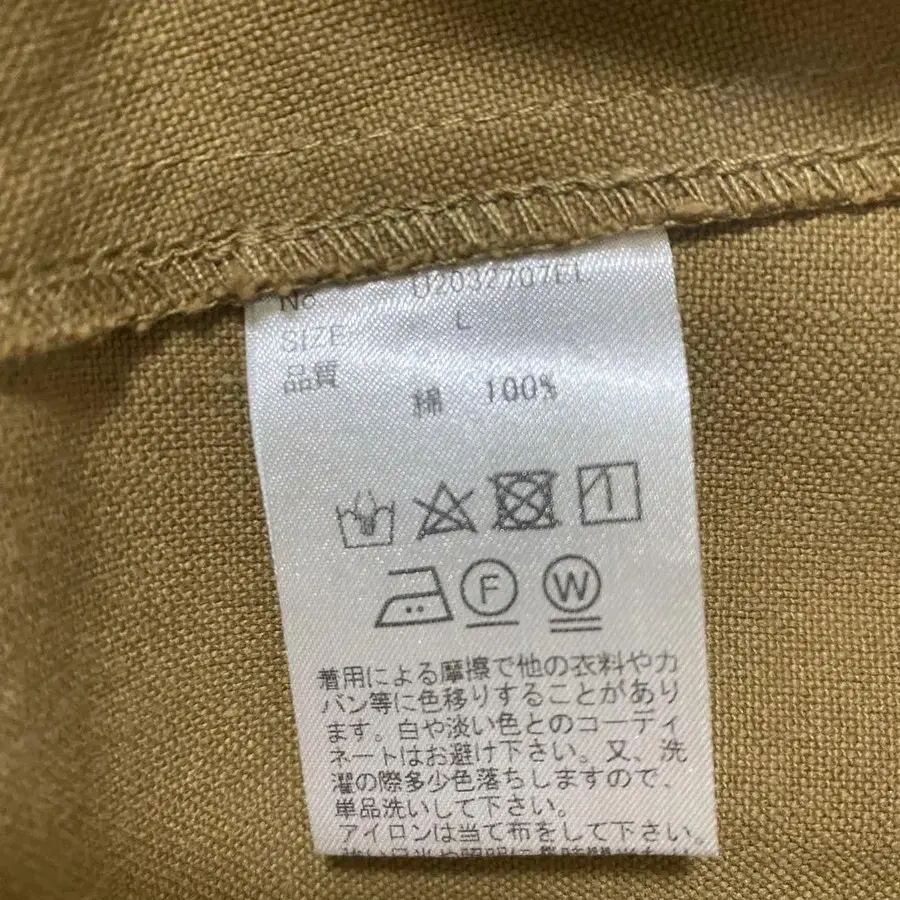 No U2032707EL
SIZE L
品質
綿 100%
F W
着用による摩擦で他の衣料やカ
バン等に色移りすることがあり
ます。白や淡い色とのコーディ
ネートはお避け下さい。又、洗
濯の際多少色落ちしますので、
単品洗いして下さい。
アイロンは当て布をして下さい。